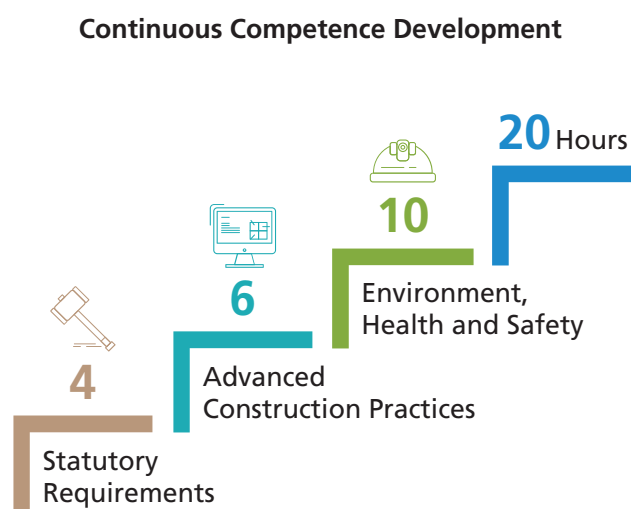 Continuous Competence Development
4
Statutory
Requirements
6
Advanced
Construction Practices
10
Environment,
Health and Safety
20 Hours